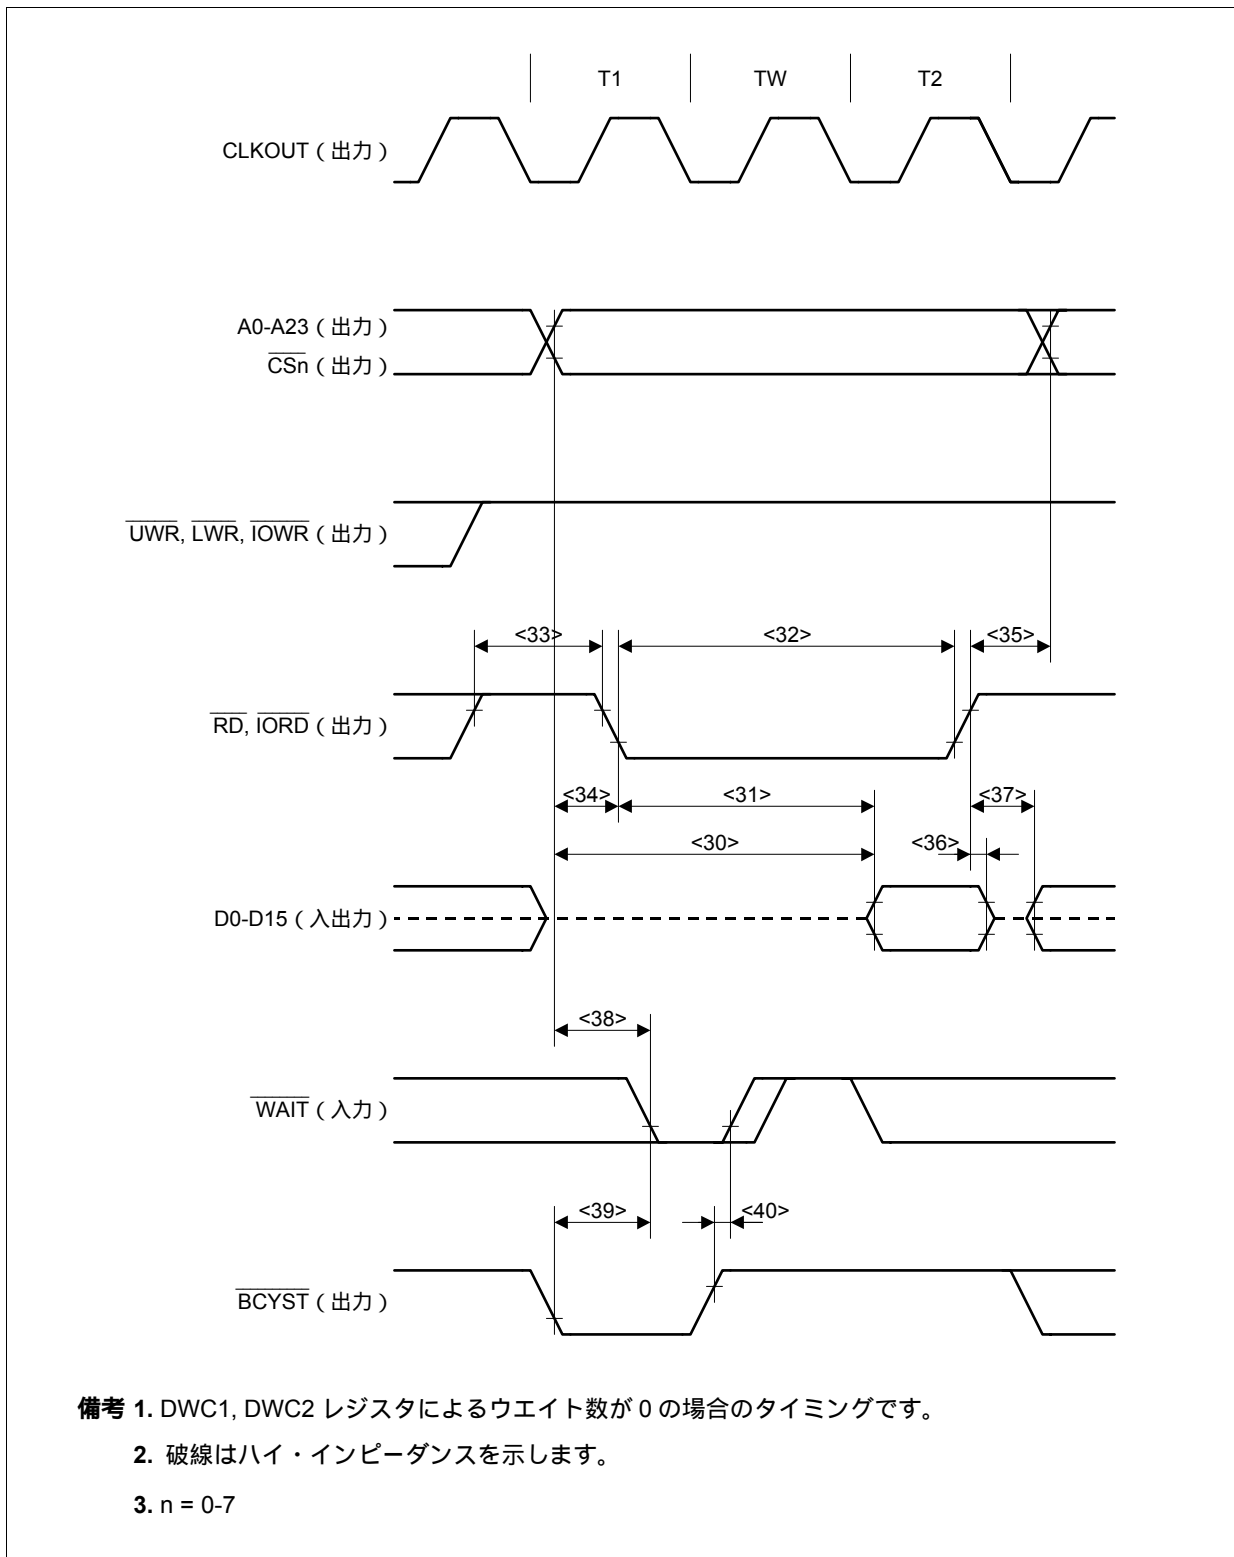 T1 TW T2
CLKOUT（出力）
A0-A23（出力）
CSn（出力）
UWR, LWR, IOWR（出力）
<33> <32> <35>
RD, IORD（出力）
<34> <31> <37>
<30> <36>
D0-D15（入出力）
<38>
WAIT（入力）
<39> <40>
BCYST（出力）
備考 1. DWC1, DWC2 レジスタによるウエイト数が 0 の場合のタイミングです。
2. 破線はハイ・インピーダンスを示します。
3. n = 0-7